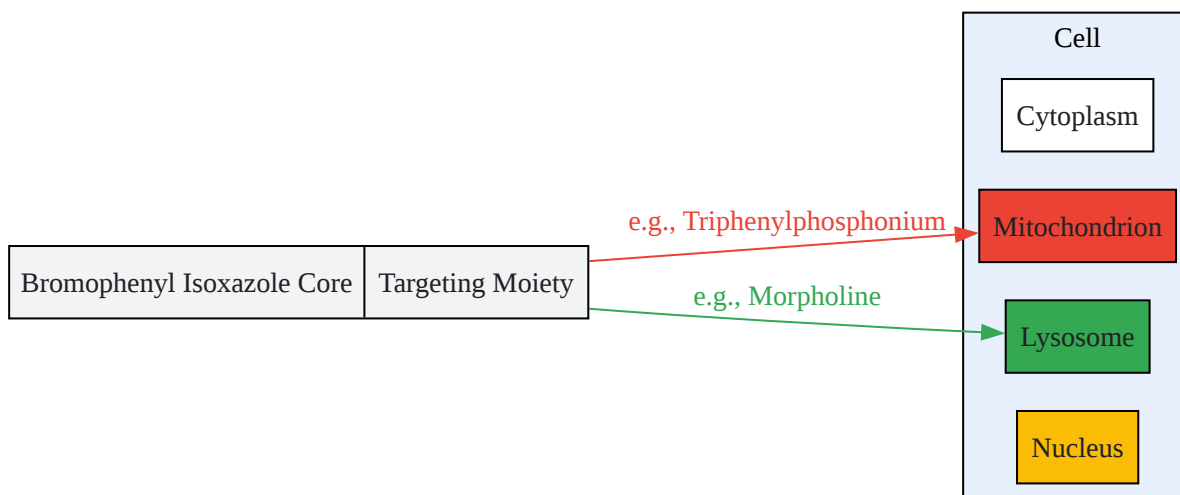 Cell
Cytoplasm
e.g., Triphenylphosphonium
Mitochondrion
Bromophenyl Isoxazole Core
Targeting Moiety
e.g., Morpholine
Lysosome
Nucleus